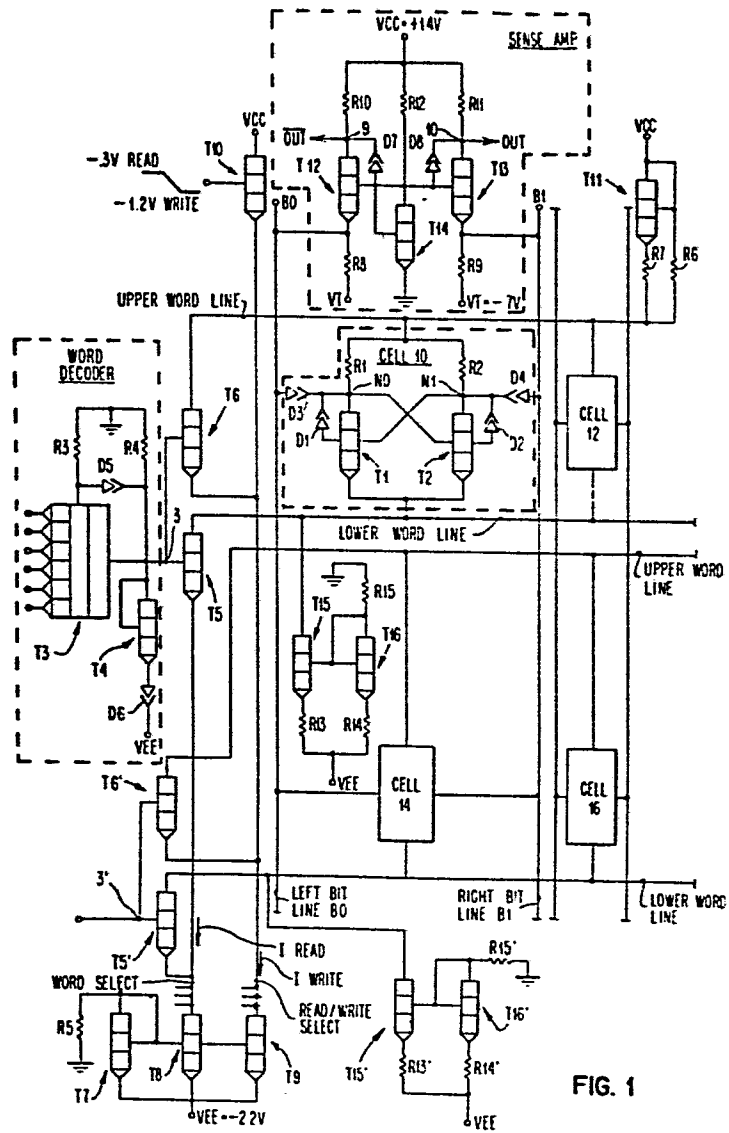 VCC=+1.4V
SENSE AMP
R10
R12
R11
VCC
OUT
9
D7
D8
10
OUT
VCC
T10
-.3V READ
T12
T13
T11
-1.2V WRITE
B0
T14
B1
R8
R9
R7
R6
VT
VT=-.7V
UPPER WORD LINE
WORD DECODER
R1
CELL 10
R2
N0
N1
D4
T6
D3
CELL 12
R3
R4
D1
D2
D5
T1
T2
3
LOWER WORD LINE
UPPER WORD LINE
T5
R15
T15
T16
T3
T4
R13
R14
D6
VEE
VEE
T6'
CELL 14
CELL 16
3'
LEFT BIT LINE B0
RIGHT BIT LINE B1
LOWER WORD LINE
T5'
I READ
R15'
WORD SELECT
I WRITE
READ/WRITE SELECT
R5
T16'
T15'
R13'
R14'
T7
T8
T9
FIG. 1
VEE=-2.2V
VEE